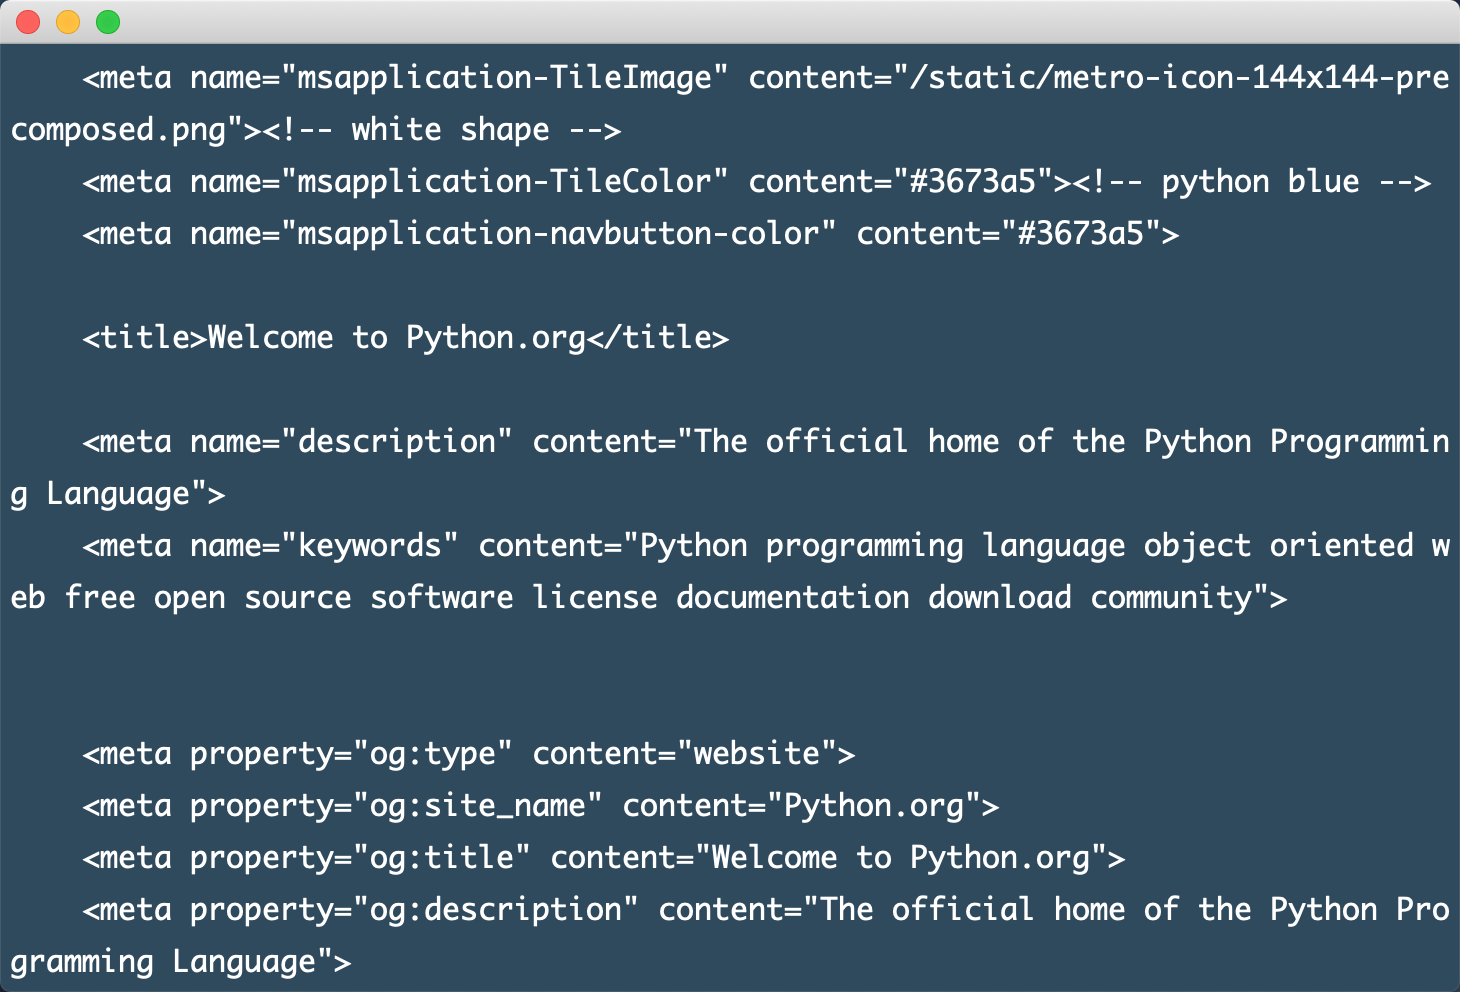 <meta name="msapplication-TileImage" content="/static/metro-icon-144x144-pre
composed.png"><!-- white shape -->
<meta name="msapplication-TileColor" content="#3673a5"><!-- python blue -->
<meta name="msapplication-navbutton-color" content="#3673a5">
<title>Welcome to Python.org</title>
<meta name="description" content="The official home of the Python Programmin
g Language">
<meta name="keywords" content="Python programming language object oriented w
eb free open source software license documentation download community">
<meta property="og:type" content="website">
<meta property="og:site_name" content="Python.org">
<meta property="og:title" content="Welcome to Python.org">
<meta property="og:description" content="The official home of the Python Pro
gramming Language">